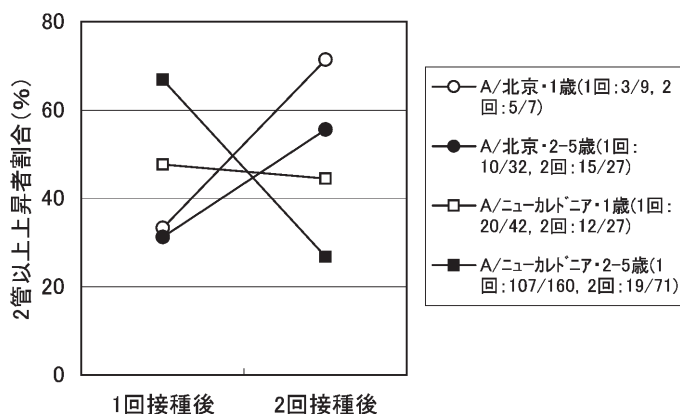 80
60
40
20
0
2管以上上昇者割合(%)
1回接種後
2回接種後
A/北京・1歳(1回:3/9, 2
回:5/7)
A/北京・2-5歳(1回:
10/32, 2回:15/27)
A/ニューカレドニア・1歳(1回:
20/42, 2回:12/27)
A/ニューカレドニア・2-5歳(1
回:107/160, 2回:19/71)